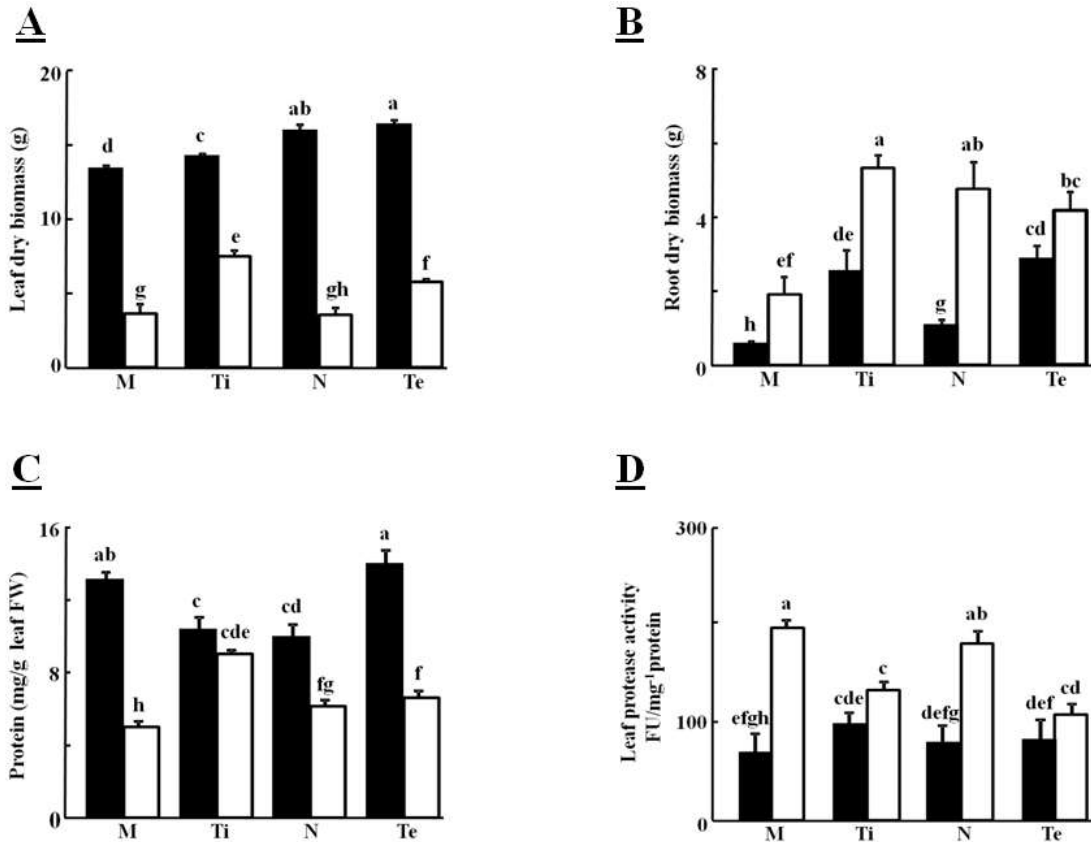 A
Leaf dry biomass (g)
20
10
0
d
g
c
e
ab
gh
a
f
M Ti N Te
B
Root dry biomass (g)
8
4
0
h
ef
de
a
g
ab
cd
bc
M Ti N Te
C
Protein (mg/g leaf FW)
16
8
0
ab
h
c
cde
cd
fg
a
f
M Ti N Te
D
Leaf protease activity
FU/mg⁻¹protein
300
100
0
efgh
a
cde
c
defg
ab
def
cd
M Ti N Te